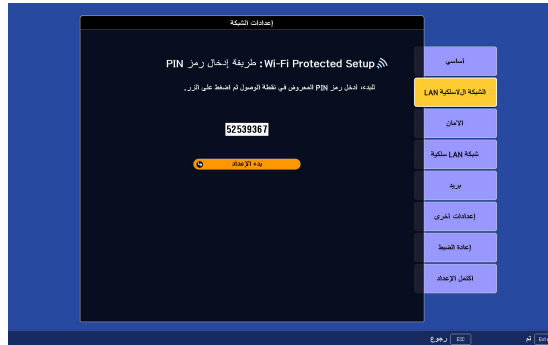 إعدادات الشبكة
Wi-Fi Protected Setup: طريقة إدخال رمز PIN
للبدء، أدخل رمز PIN المعروض في نقطة الوصول ثم اضغط على الزر.
52539367
بدء الإعداد
أساسي
الشبكة اللاسلكية LAN
الأمان
شبكة LAN سلكية
بريد
إعدادات أخرى
إعادة الضبط
اكتمل الإعداد
ESC رجوع
تم